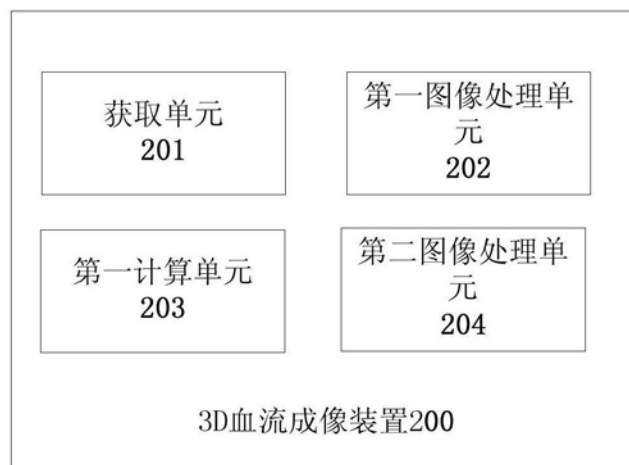 获取单元
201
第一图像处理单
元
202
第一计算单元
203
第二图像处理单
元
204
3D血流成像装置200